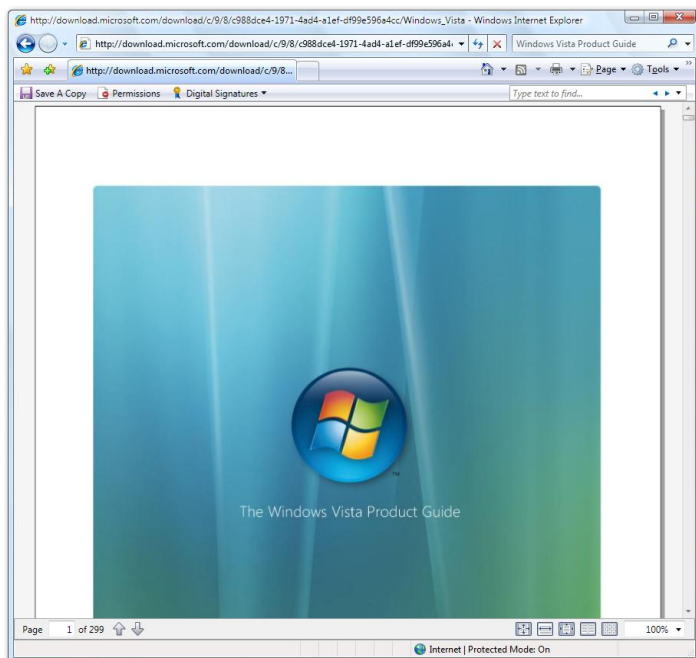 http://download.microsoft.com/download/c/9/8/c988dce4-1971-4ad4-a1ef-df99e596a4cc/Windows_Vista - Windows Internet Explorer
http://download.microsoft.com/download/c/9/8/c988dce4-1971-4ad4-a1ef-df99e596a4
Windows Vista Product Guide
http://download.microsoft.com/download/c/9/8...
Page
Tools
Save A Copy
Permissions
Digital Signatures
Type text to find...
TM
The Windows Vista Product Guide
Page 1 of 299
100%
Internet | Protected Mode: On